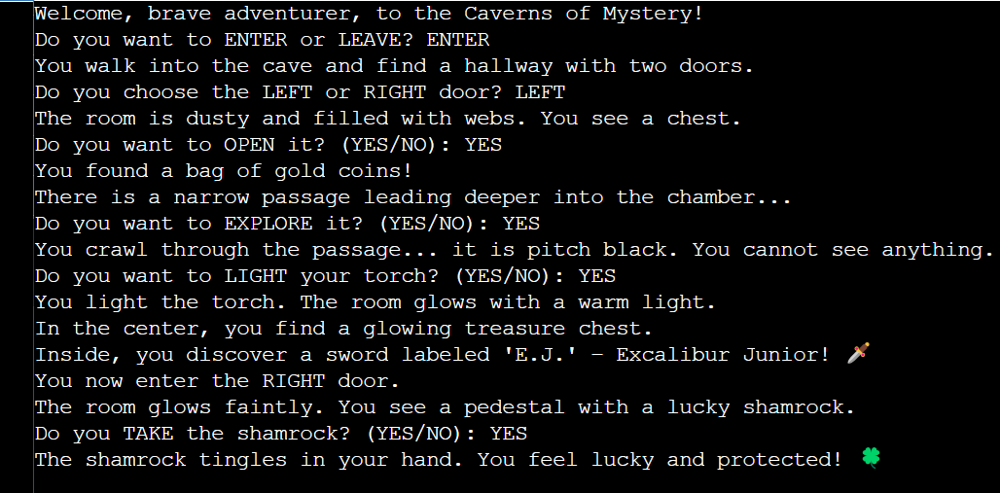 Welcome, brave adventurer, to the Caverns of Mystery!
Do you want to ENTER or LEAVE? ENTER
You walk into the cave and find a hallway with two doors.
Do you choose the LEFT or RIGHT door? LEFT
The room is dusty and filled with webs. You see a chest.
Do you want to OPEN it? (YES/NO): YES
You found a bag of gold coins!
There is a narrow passage leading deeper into the chamber...
Do you want to EXPLORE it? (YES/NO): YES
You crawl through the passage... it is pitch black. You cannot see anything.
Do you want to LIGHT your torch? (YES/NO): YES
You light the torch. The room glows with a warm light.
In the center, you find a glowing treasure chest.
Inside, you discover a sword labeled 'E.J.' – Excalibur Junior! 🗡️
You now enter the RIGHT door.
The room glows faintly. You see a pedestal with a lucky shamrock.
Do you TAKE the shamrock? (YES/NO): YES
The shamrock tingles in your hand. You feel lucky and protected! 🍀